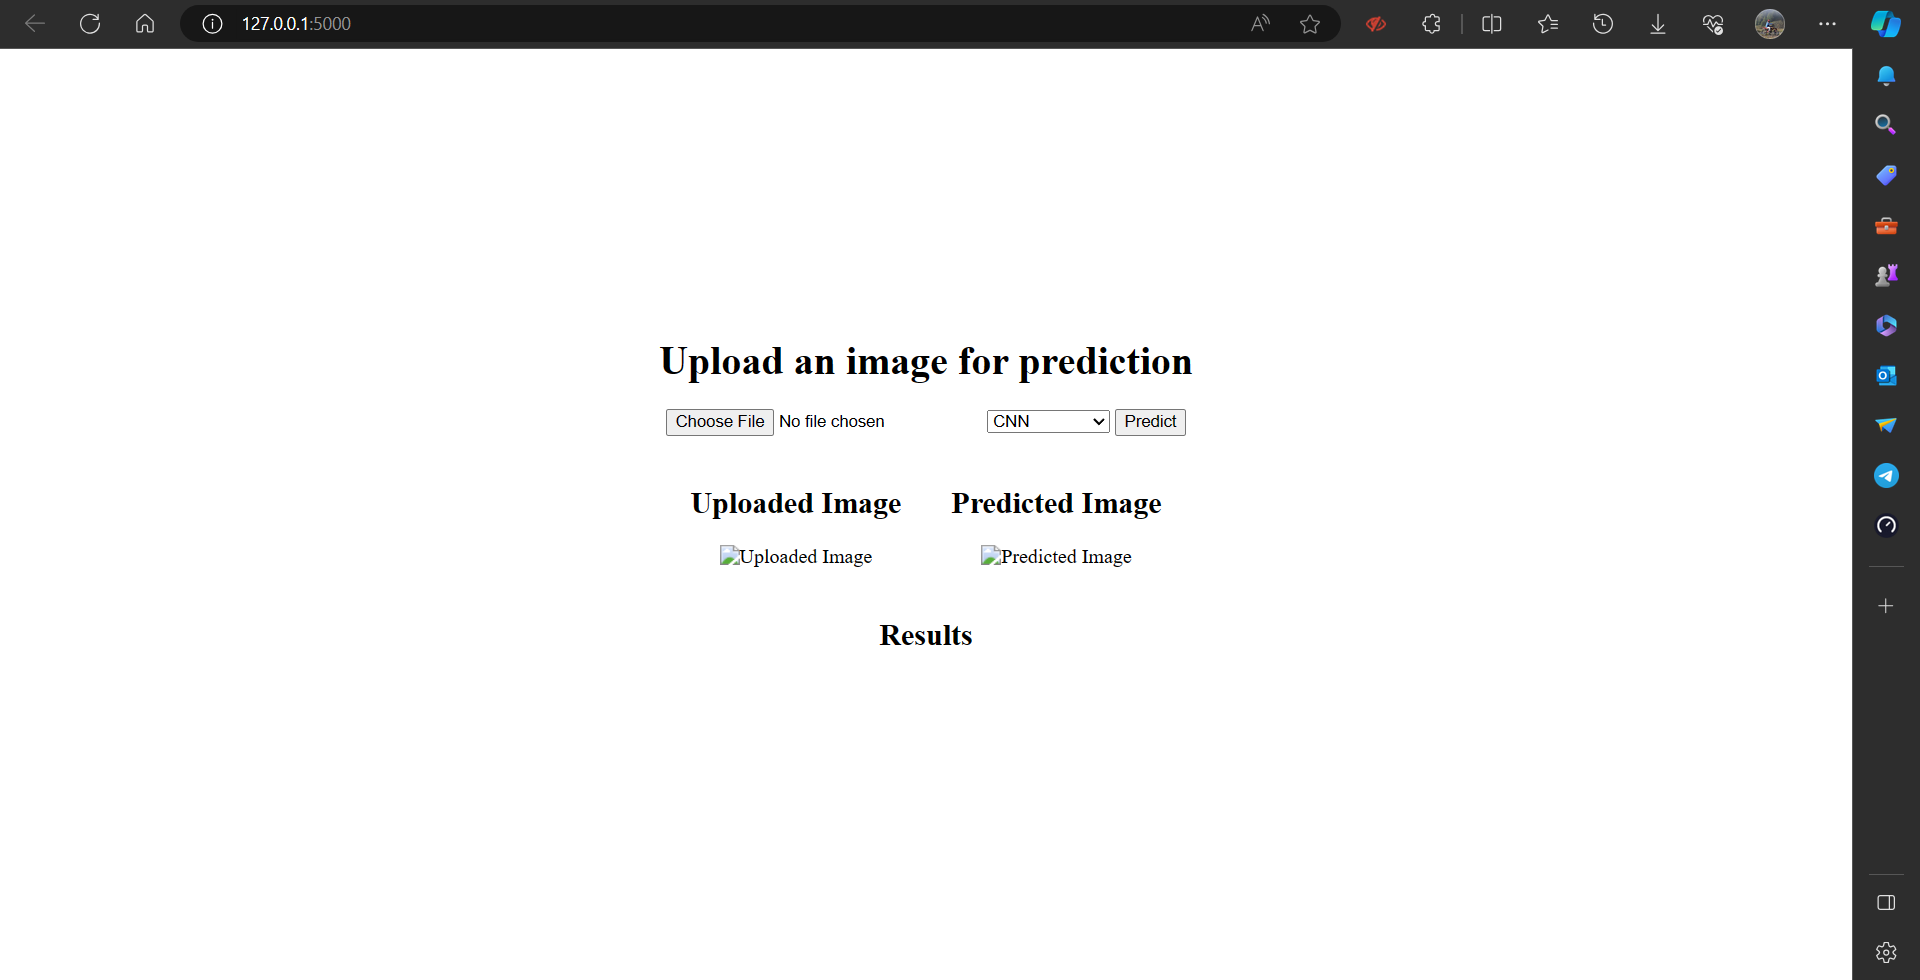 127.0.0.1:5000
Upload an image for prediction
Choose File No file chosen CNN Predict
Uploaded Image Predicted Image
Uploaded Image Predicted Image
Results